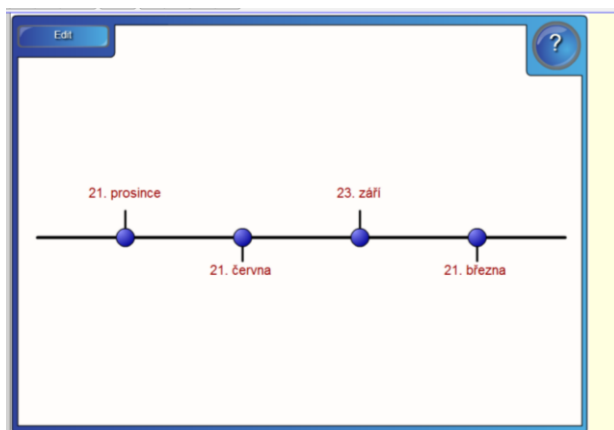 Edit
?
21. prosince
23. září
21. června
21. března